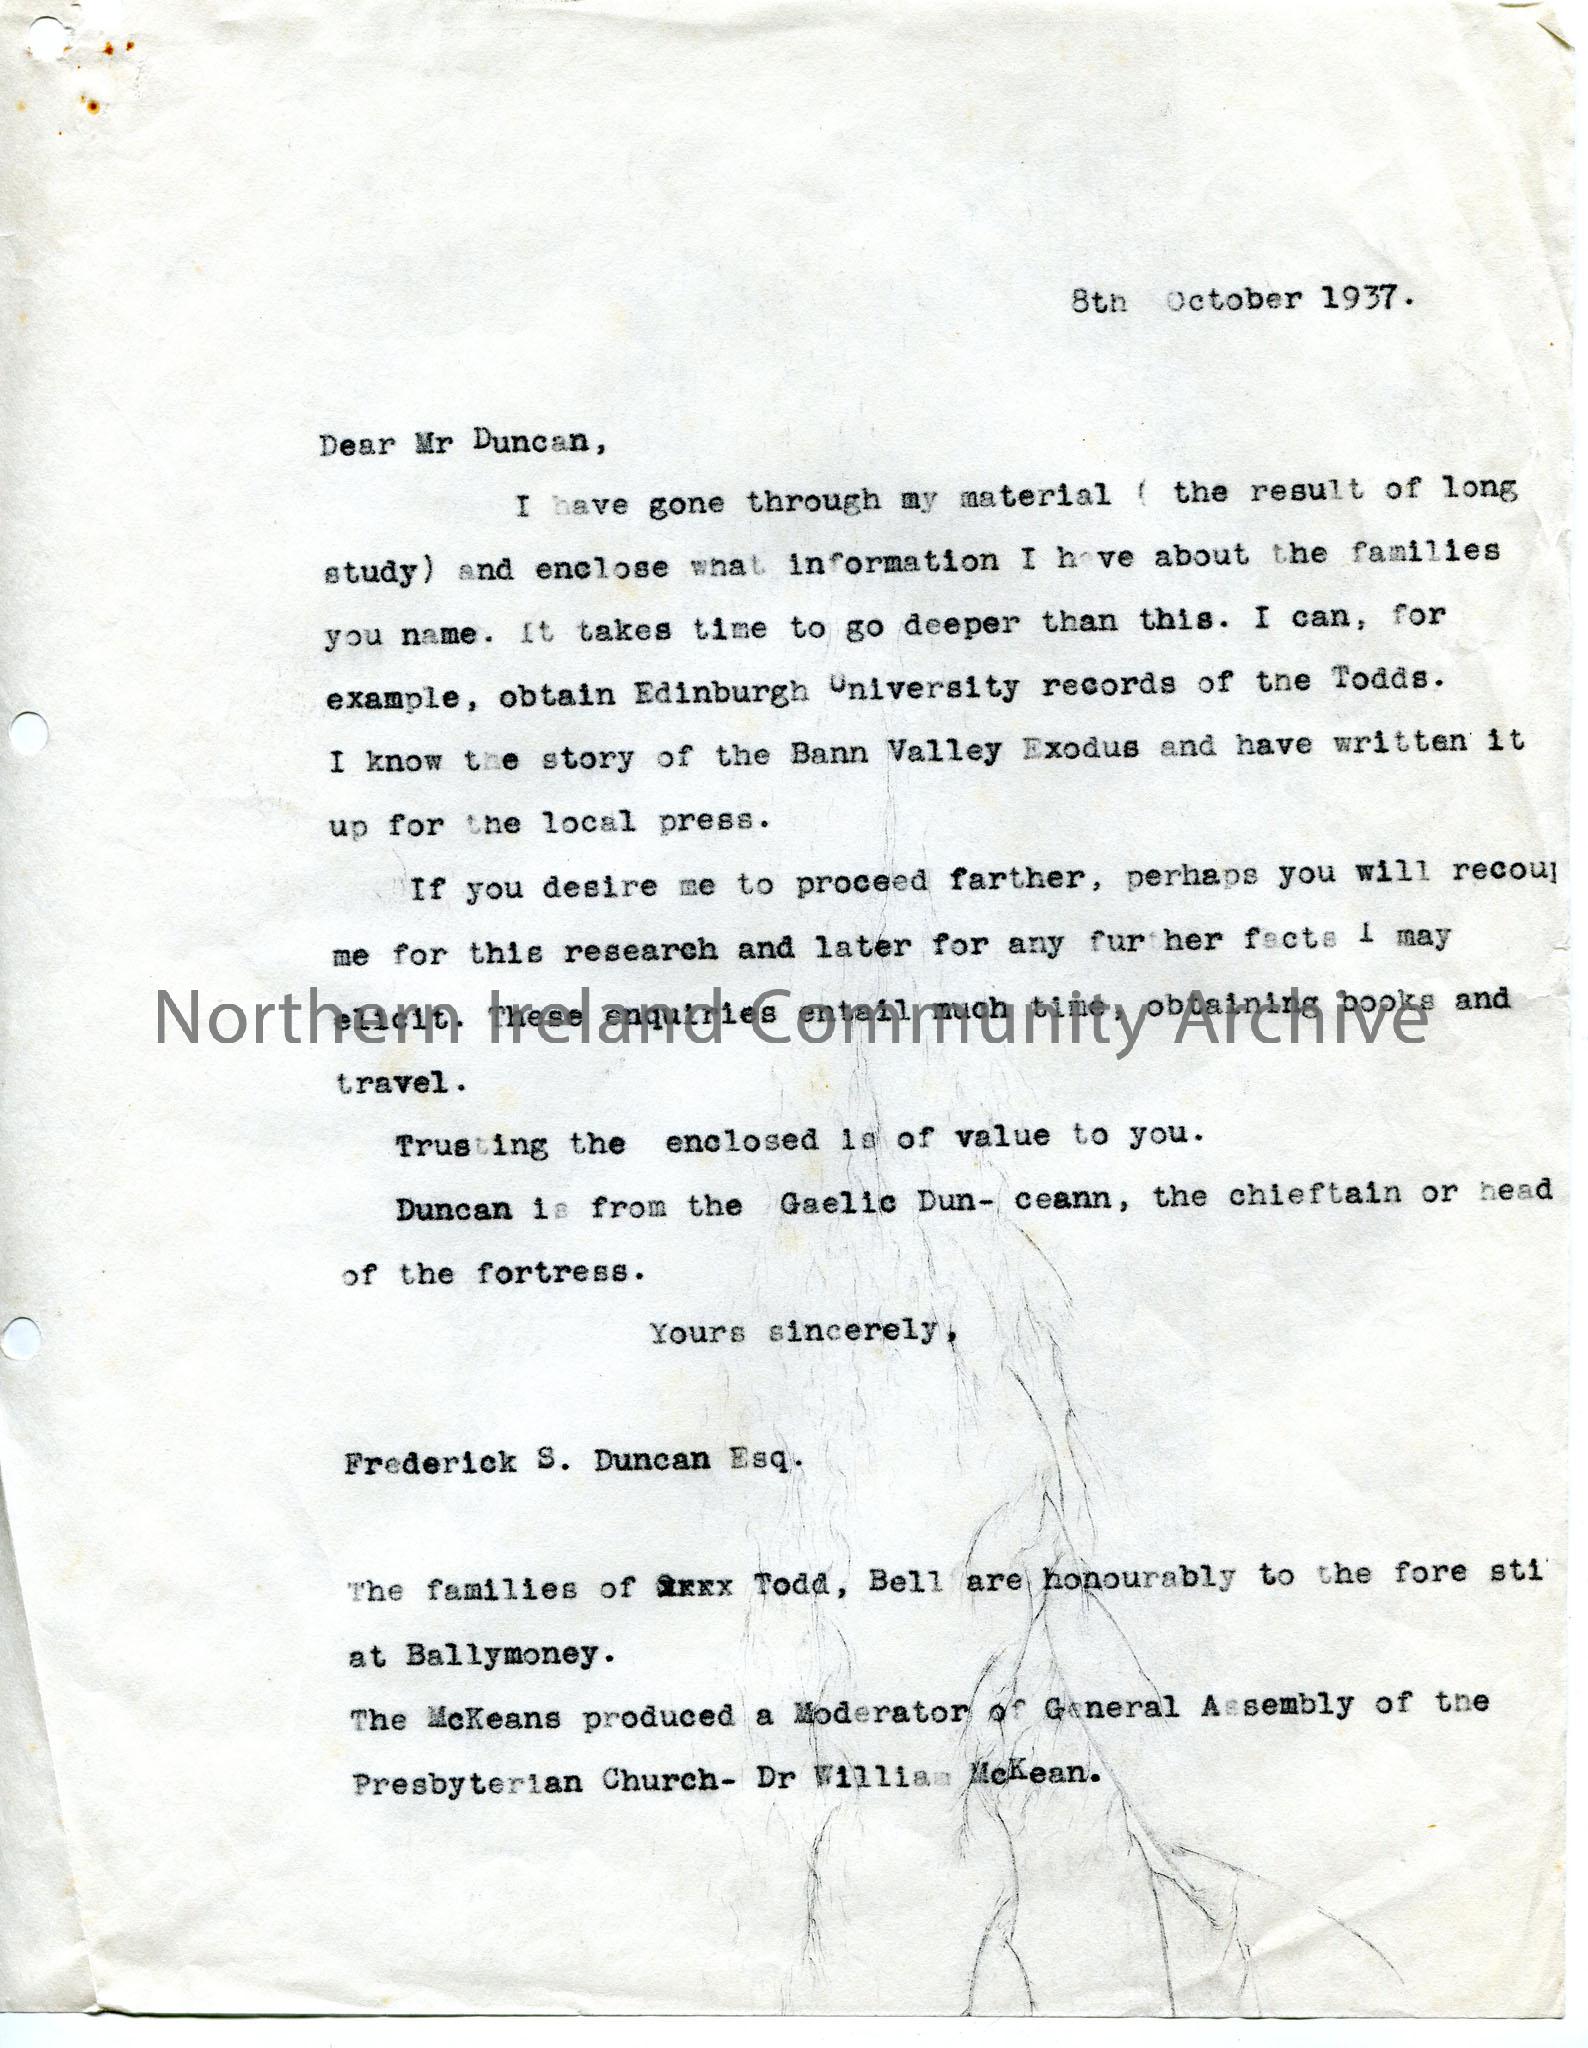 8th October 1937.
Dear Mr Duncan,
I have gone through my material ( the result of long
study) and enclose what information I have about the families
you name. It takes time to go deeper than this. I can, for
example, obtain Edinburgh University records of the Todds.
I know the story of the Bann Valley Exodus and have written it
up for the local press.
If you desire me to proceed farther, perhaps you will recoup
me for this research and later for any further facts I may
elicit. These enquiries entail much time, obtaining books and
Northern Ireland Community Archive
travel.
Trusting the enclosed is of value to you.
Duncan is from the Gaelic Dun- ceann, the chieftain or head
of the fortress.
Yours sincerely,
Frederick S. Duncan Esq.
The families of Todd, Bell are honourably to the fore sti
at Ballymoney.
The McKeans produced a Moderator of General Assembly of the
Presbyterian Church- Dr William McKean.